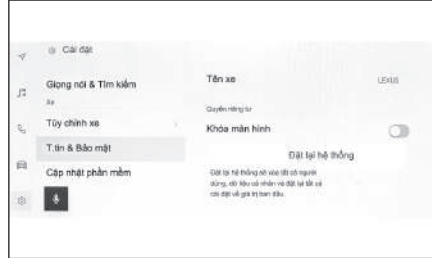 Cài đặt
Giọng nói & Tìm kiếm
Xe
Tùy chỉnh xe
T.tin & Bảo mật
Cập nhật phần mềm
Tên xe
LEXUS
Quyền riêng tư
Khóa màn hình
Đặt lại hệ thống
Đặt lại hệ thống sẽ xóa tất cả người
dùng, dữ liệu cá nhân và đặt lại tất cả
cài đặt về giá trị ban đầu.